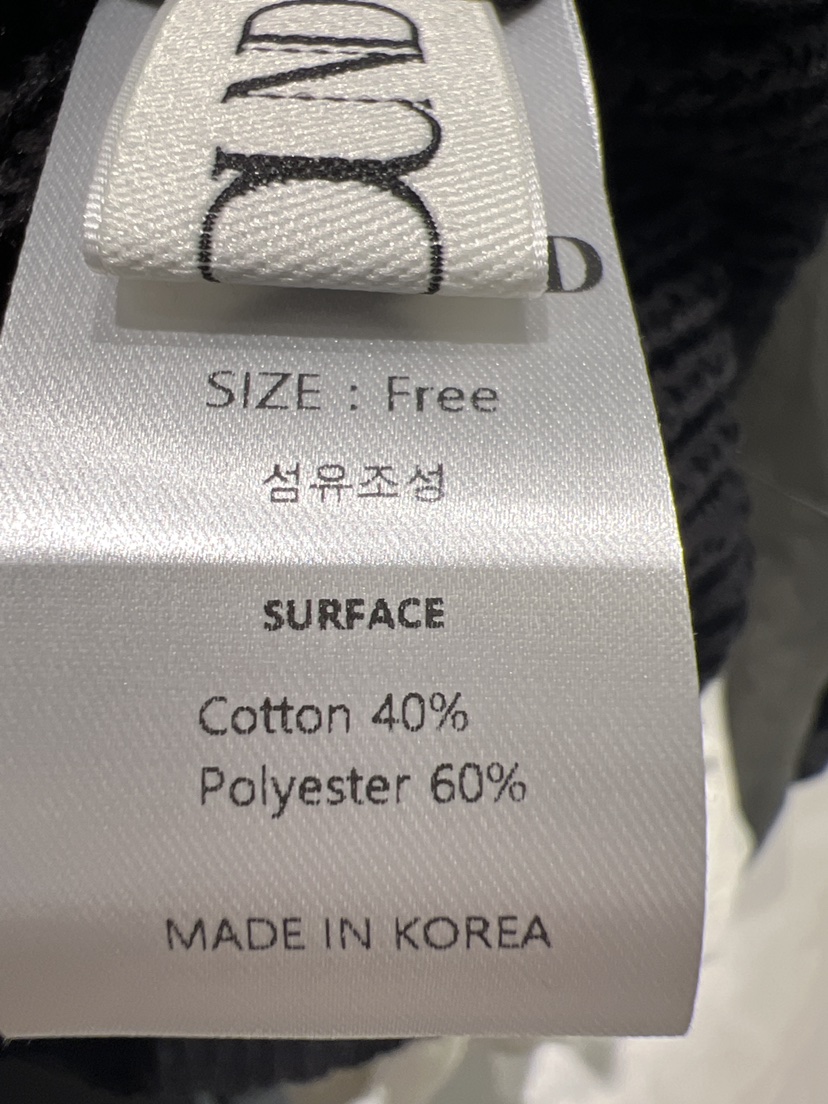 D
SIZE : Free
섬유조성
SURFACE
Cotton 40%
Polyester 60%
MADE IN KOREA